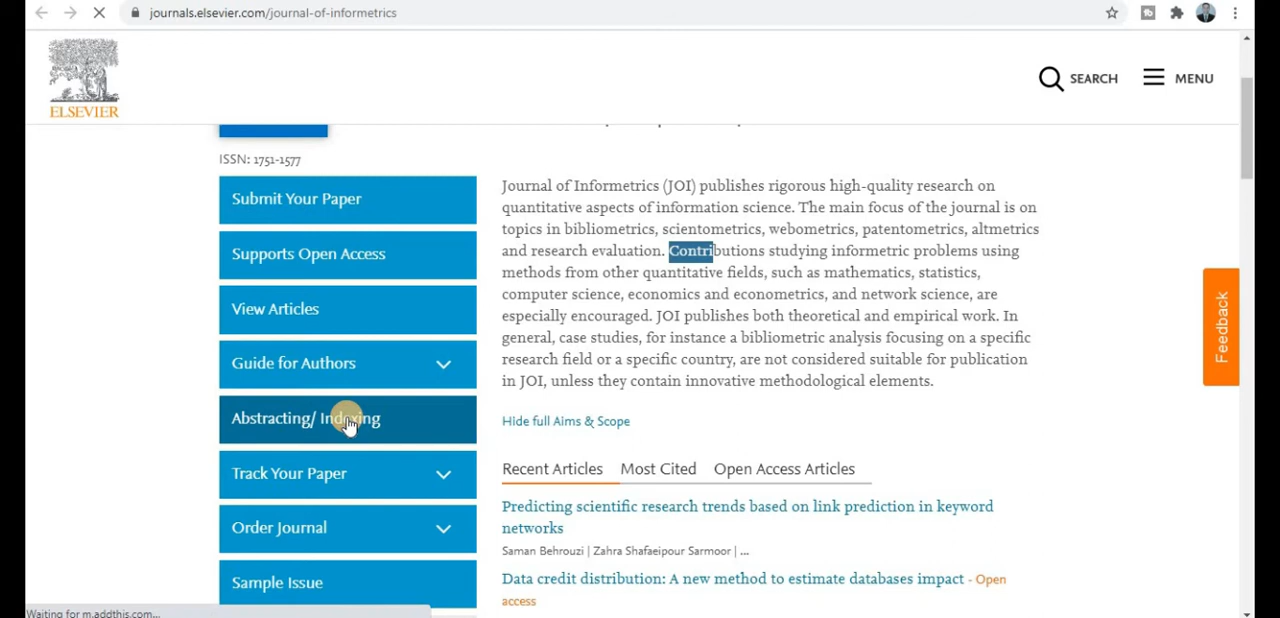 journals.elsevier.com/journal-of-informetrics
ELSEVIER
SEARCH
MENU
ISSN: 1751-1577
Submit Your Paper
Supports Open Access
View Articles
Guide for Authors
Abstracting/ Indexing
Track Your Paper
Order Journal
Sample Issue
Journal of Informetrics (JOI) publishes rigorous high-quality research on
quantitative aspects of information science. The main focus of the journal is on
topics in bibliometrics, scientometrics, webometrics, patentometrics, altmetrics
and research evaluation. Contributions studying informetric problems using
methods from other quantitative fields, such as mathematics, statistics,
computer science, economics and econometrics, and network science, are
especially encouraged. JOI publishes both theoretical and empirical work. In
general, case studies, for instance a bibliometric analysis focusing on a specific
research field or a specific country, are not considered suitable for publication
in JOI, unless they contain innovative methodological elements.
Hide full Aims & Scope
Recent Articles Most Cited Open Access Articles
Predicting scientific research trends based on link prediction in keyword
networks
Saman Behrouzi | Zahra Shafaeipour Sarmoor | ...
Data credit distribution: A new method to estimate databases impact - Open
access
Feedback
Waiting for m.addthis.com...